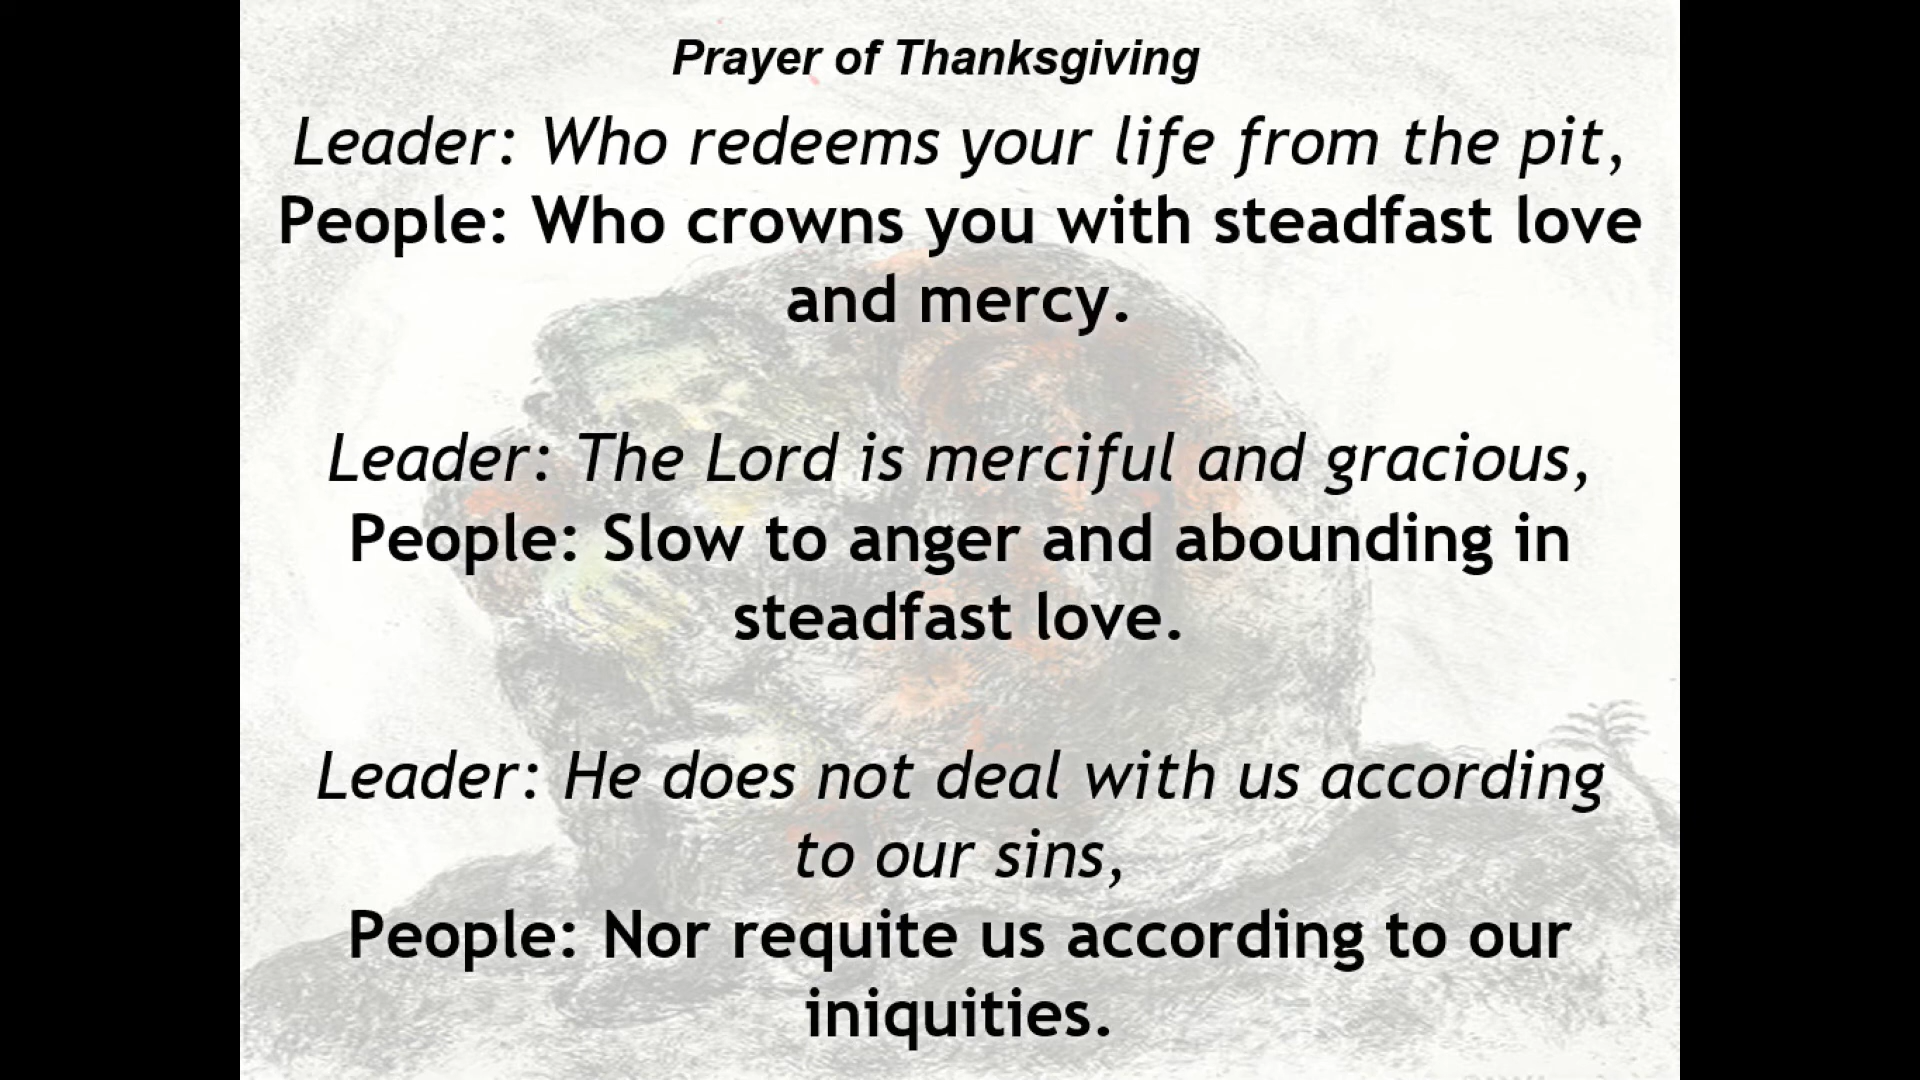 Prayer of Thanksgiving
Leader: Who redeems your life from the pit,
People: Who crowns you with steadfast love
and mercy.
Leader: The Lord is merciful and gracious,
People: Slow to anger and abounding in
steadfast love.
Leader: He does not deal with us according
to our sins,
People: Nor requite us according to our
iniquities.